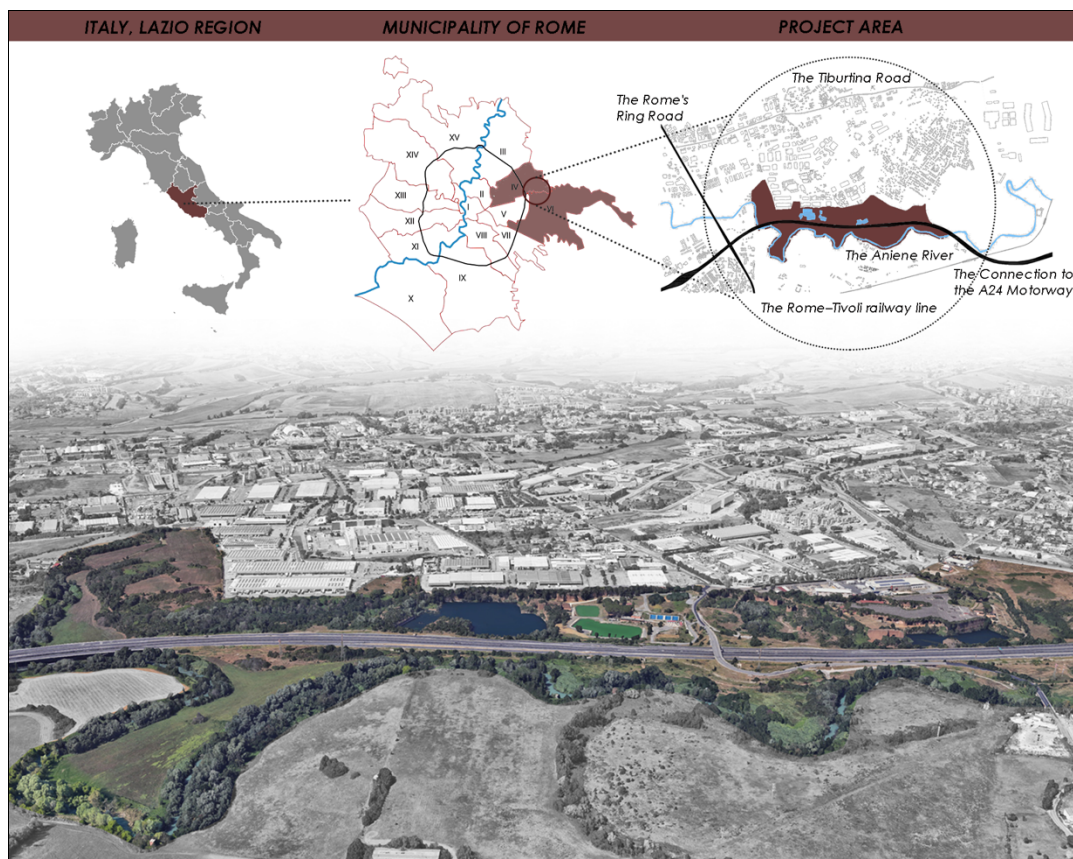 ITALY, LAZIO REGION
MUNICIPALITY OF ROME
PROJECT AREA
The Tiburtina Road
The Rome's
Ring Road
XV
III
XIV
IV
XIII
II
VI
I
XII
V
VIII
VII
XI
IX
X
The Aniene River
The Connection to
the A24 Motorway
The Rome–Tivoli railway line